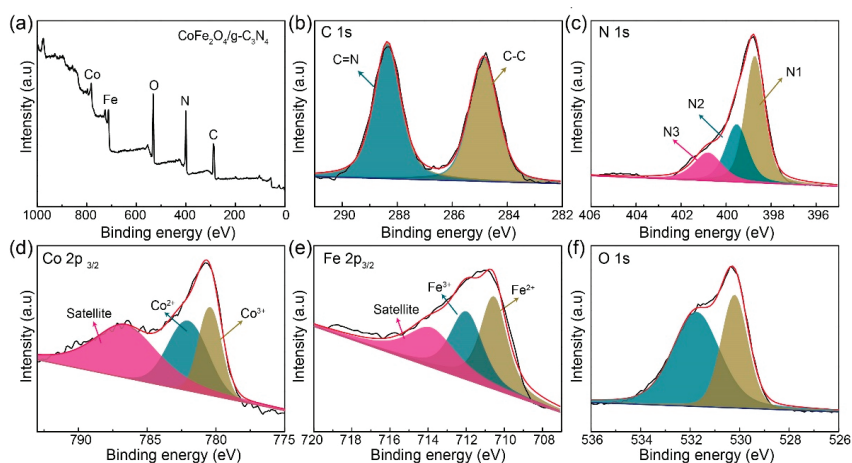 (a)
CoFe₂O₄/g-C₃N₄
Co
Fe
O
N
C
Intensity (a.u)
1000 800 600 400 200 0
Binding energy (eV)
(b)
C 1s
C=N
C-C
Intensity (a.u)
290 288 286 284 282
Binding energy (eV)
(c)
N 1s
N1
N2
N3
Intensity (a.u)
406 404 402 400 398 396
Binding energy (eV)
(d)
Co 2p 3/2
Satellite
Co²⁺
Co³⁺
Intensity (a.u)
790 785 780 775
Binding energy (eV)
(e)
Fe 2p3/2
Satellite
Fe³⁺
Fe²⁺
Intensity (a.u)
720 718 716 714 712 710 708
Binding energy (eV)
(f)
O 1s
Intensity (a.u)
536 534 532 530 528 526
Binding energy (eV)